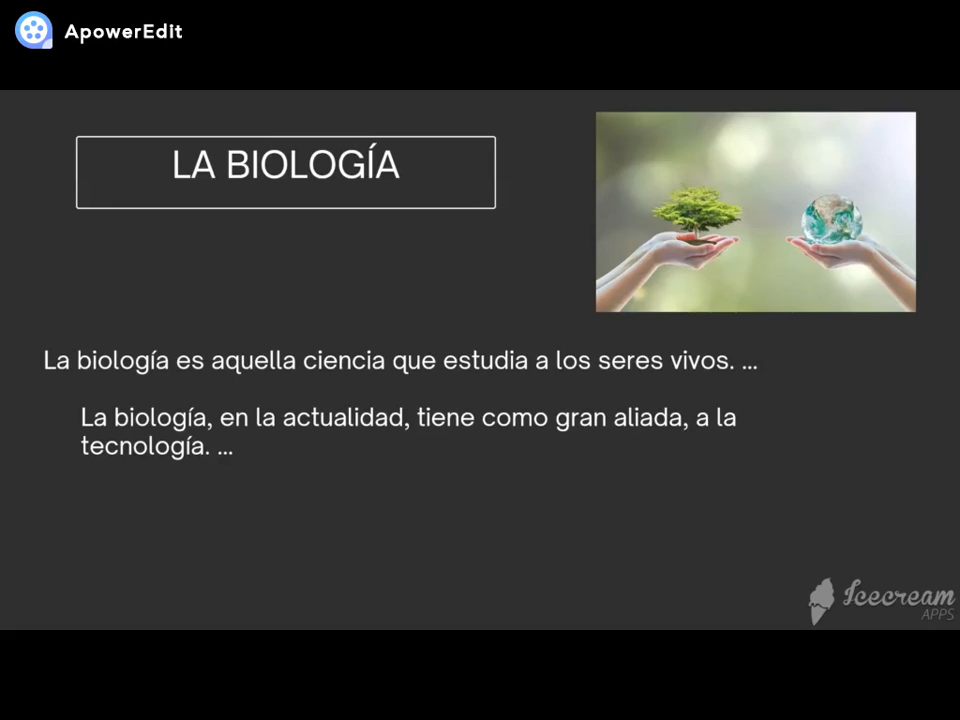 ApowerEdit
LA BIOLOGÍA
La biología es aquella ciencia que estudia a los seres vivos. ...
La biología, en la actualidad, tiene como gran aliada, a la
tecnología. ...
Icecream
APPS